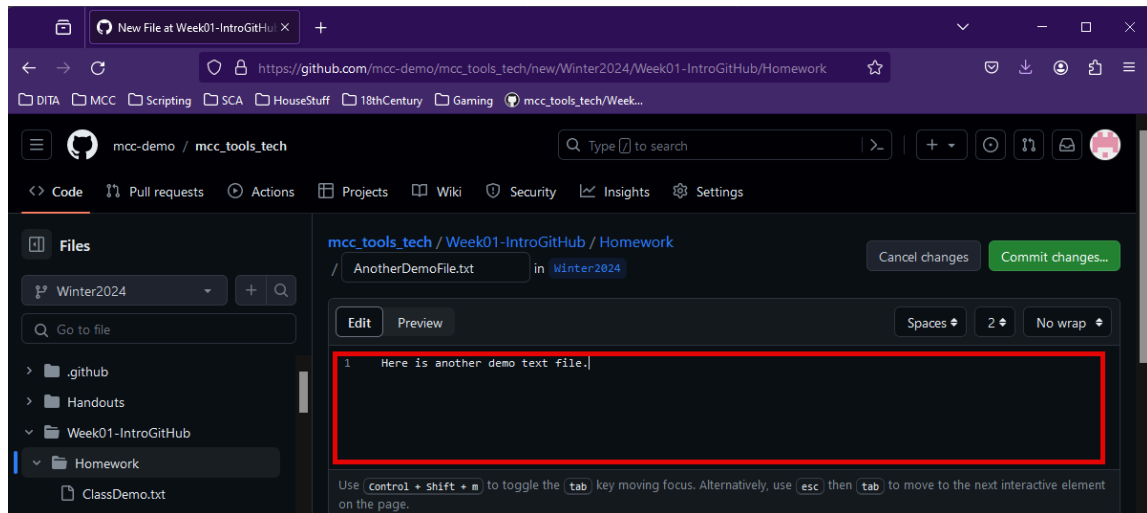 New File at Week01-IntroGitHu
https://github.com/mcc-demo/mcc_tools_tech/new/Winter2024/Week01-IntroGitHub/Homework
DITA MCC Scripting SCA HouseStuff 18thCentury Gaming mcc_tools_tech/Week...
mcc-demo / mcc_tools_tech Type / to search
Code Pull requests Actions Projects Wiki Security Insights Settings
Files
mcc_tools_tech / Week01-IntroGitHub / Homework
/ AnotherDemoFile.txt in Winter2024
Cancel changes Commit changes...
Winter2024
Go to file
Edit Preview Spaces 2 No wrap
1 Here is another demo text file.
.github
Handouts
Week01-IntroGitHub
Homework
ClassDemo.txt
Use Control + Shift + m to toggle the tab key moving focus. Alternatively, use esc then tab to move to the next interactive element
on the page.